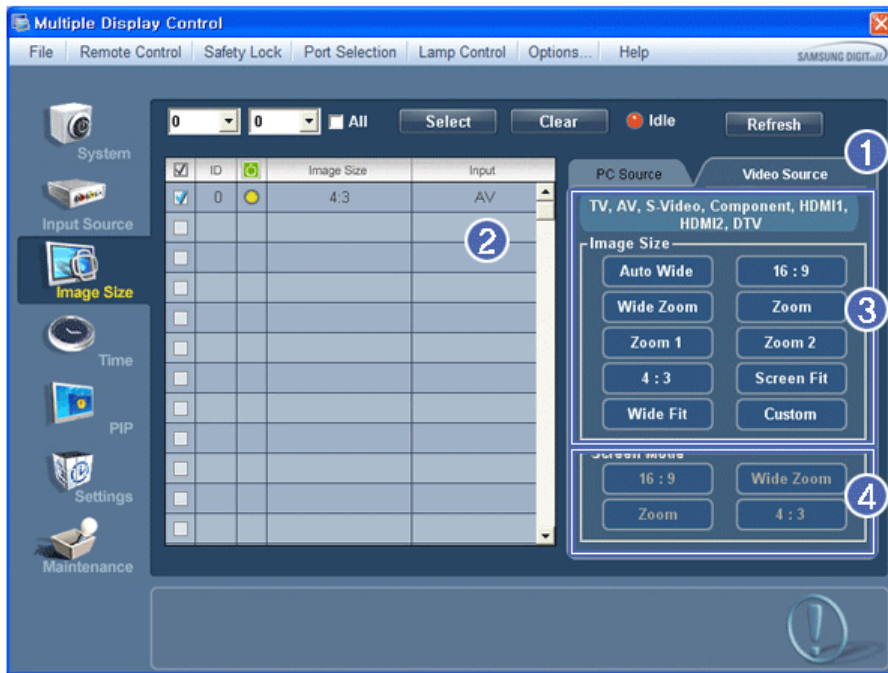 Multiple Display Control
File Remote Control Safety Lock Port Selection Lamp Control Options... Help SAMSUNG DIGITall
0 0 All Select Clear Idle Refresh
System
Input Source
Image Size
Time
PIP
Settings
Maintenance
ID Image Size Input
0 4:3 AV
2
PC Source Video Source
1
TV, AV, S-Video, Component, HDMI1,
HDMI2, DTV
Image Size
Auto Wide 16 : 9
Wide Zoom Zoom
3
Zoom 1 Zoom 2
4 : 3 Screen Fit
Wide Fit Custom
Screen Mode
16 : 9 Wide Zoom
4
Zoom 4 : 3